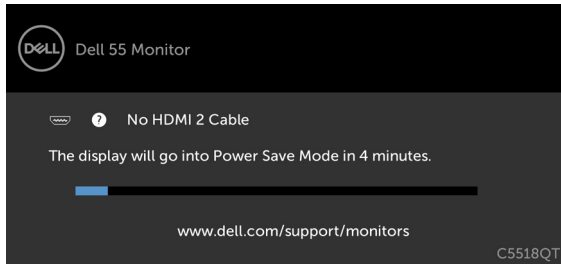 DELL
Dell 55 Monitor
? No HDMI 2 Cable
The display will go into Power Save Mode in 4 minutes.
www.dell.com/support/monitors
C5518QT